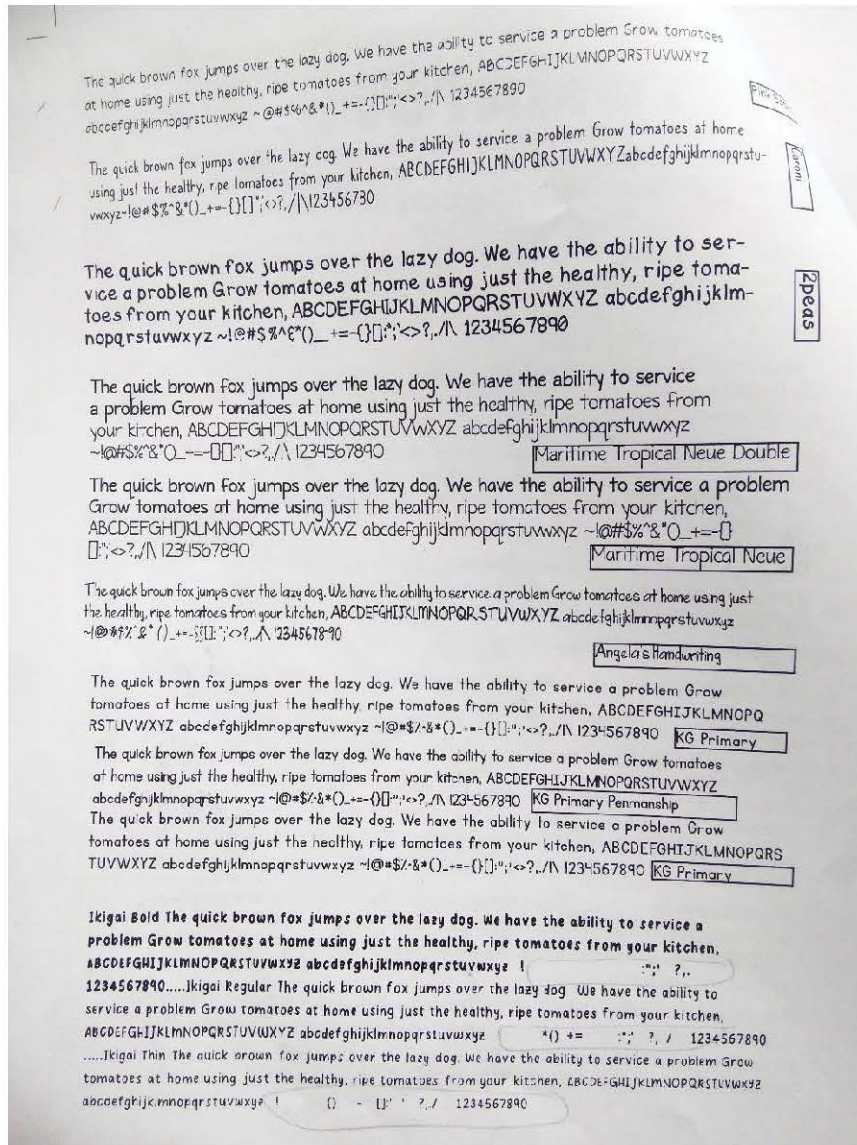 The quick brown fox jumps over the lazy dog. We have the ability to service a problem Grow tomatoes
at home using just the healthy, ripe tomatoes from your kitchen, ABCDEFGHIJKLMNOPQRSTUVWXYZ
abcdefghijklmnopqrstuvwxyz ~@#$%^&*()_+=-{}[]:";'<>?,./|\ 1234567890
Pink
The quick brown fox jumps over the lazy dog. We have the ability to service a problem Grow tomatoes at home
using just the healthy, ripe tomatoes from your kitchen, ABCDEFGHIJKLMNOPQRSTUVWXYZabcdefghijklmnopqrstu-
vwxyz~!@#$%^&*()_+=-{}[]";'<>?,./|\1234567890
The quick brown fox jumps over the lazy dog. We have the ability to ser-
vice a problem Grow tomatoes at home using just the healthy, ripe toma-
toes from your kitchen, ABCDEFGHIJKLMNOPQRSTUVWXYZ abcdefghijklm-
nopqrstuvwxyz ~!@#$%^&*()_+=-{}[]:";'<>?,./|\ 1234567890
2peas
The quick brown fox jumps over the lazy dog. We have the ability to service
a problem Grow tomatoes at home using just the healthy, ripe tomatoes from
your kitchen, ABCDEFGHIJKLMNOPQRSTUVWXYZ abcdefghijklmnopqrstuvwxyz
~!@#$%^&*()_-=-{}[]:";'<>?,./\ 1234567890
Maritime Tropical Neue Double
The quick brown fox jumps over the lazy dog. We have the ability to service a problem
Grow tomatoes at home using just the healthy, ripe tomatoes from your kitchen,
ABCDEFGHIJKLMNOPQRSTUVWXYZ abcdefghijklmnopqrstuvwxyz ~!@#$%^&*()_+=-{}
[]:";'<>?,./|\ 1234567890
Maritime Tropical Neue
The quick brown fox jumps over the lazy dog. We have the ability to service a problem Grow tomatoes at home using just
the healthy, ripe tomatoes from your kitchen, ABCDEFGHIJKLMNOPQRSTUVWXYZ abcdefghijklmnopqrstuvwxyz
~!@#$%^&*()_+=-{}[]:";'<>?,./\ 1234567890
Angela's Handwriting
The quick brown fox jumps over the lazy dog. We have the ability to service a problem Grow
tomatoes at home using just the healthy, ripe tomatoes from your kitchen, ABCDEFGHIJKLMNOPQ
RSTUVWXYZ abcdefghijklmnopqrstuvwxyz ~!@#$%^&*()_+=-{}[]:";'<>?,./|\ 1234567890 KG Primary
The quick brown fox jumps over the lazy dog. We have the ability to service a problem Grow tomatoes
at home using just the healthy, ripe tomatoes from your kitchen, ABCDEFGHIJKLMNOPQRSTUVWXYZ
abcdefghijklmnopqrstuvwxyz ~!@#$%^&*()_+=-{}[]:";'<>?,./|\ 1234567890 KG Primary Penmanship
The quick brown fox jumps over the lazy dog. We have the ability to service a problem Grow
tomatoes at home using just the healthy, ripe tomatoes from your kitchen, ABCDEFGHIJKLMNOPQRS
TUVWXYZ abcdefghijklmnopqrstuvwxyz ~!@#$%^&*()_+=-{}[]:";'<>?,./|\ 1234567890 KG Primary
Ikigai Bold The quick brown fox jumps over the lazy dog. We have the ability to service a
problem Grow tomatoes at home using just the healthy, ripe tomatoes from your kitchen,
ABCDEFGHIJKLMNOPQRSTUVWXYZ abcdefghijklmnopqrstuvwxyz ! :";' ?,.
1234567890.....Ikigai Regular The quick brown fox jumps over the lazy dog We have the ability to
service a problem Grow tomatoes at home using just the healthy, ripe tomatoes from your kitchen,
ABCDEFGHIJKLMNOPQRSTUVWXYZ abcdefghijklmnopqrstuvwxyz *() += :";' ?, / 1234567890
.....Ikigai Thin The quick brown fox jumps over the lazy dog. We have the ability to service a problem Grow
tomatoes at home using just the healthy, ripe tomatoes from your kitchen, ABCDEFGHIJKLMNOPQRSTUVWXYZ
abcdefghijklmnopqrstuvwxyz ! () - []:" ' ?,./ 1234567890